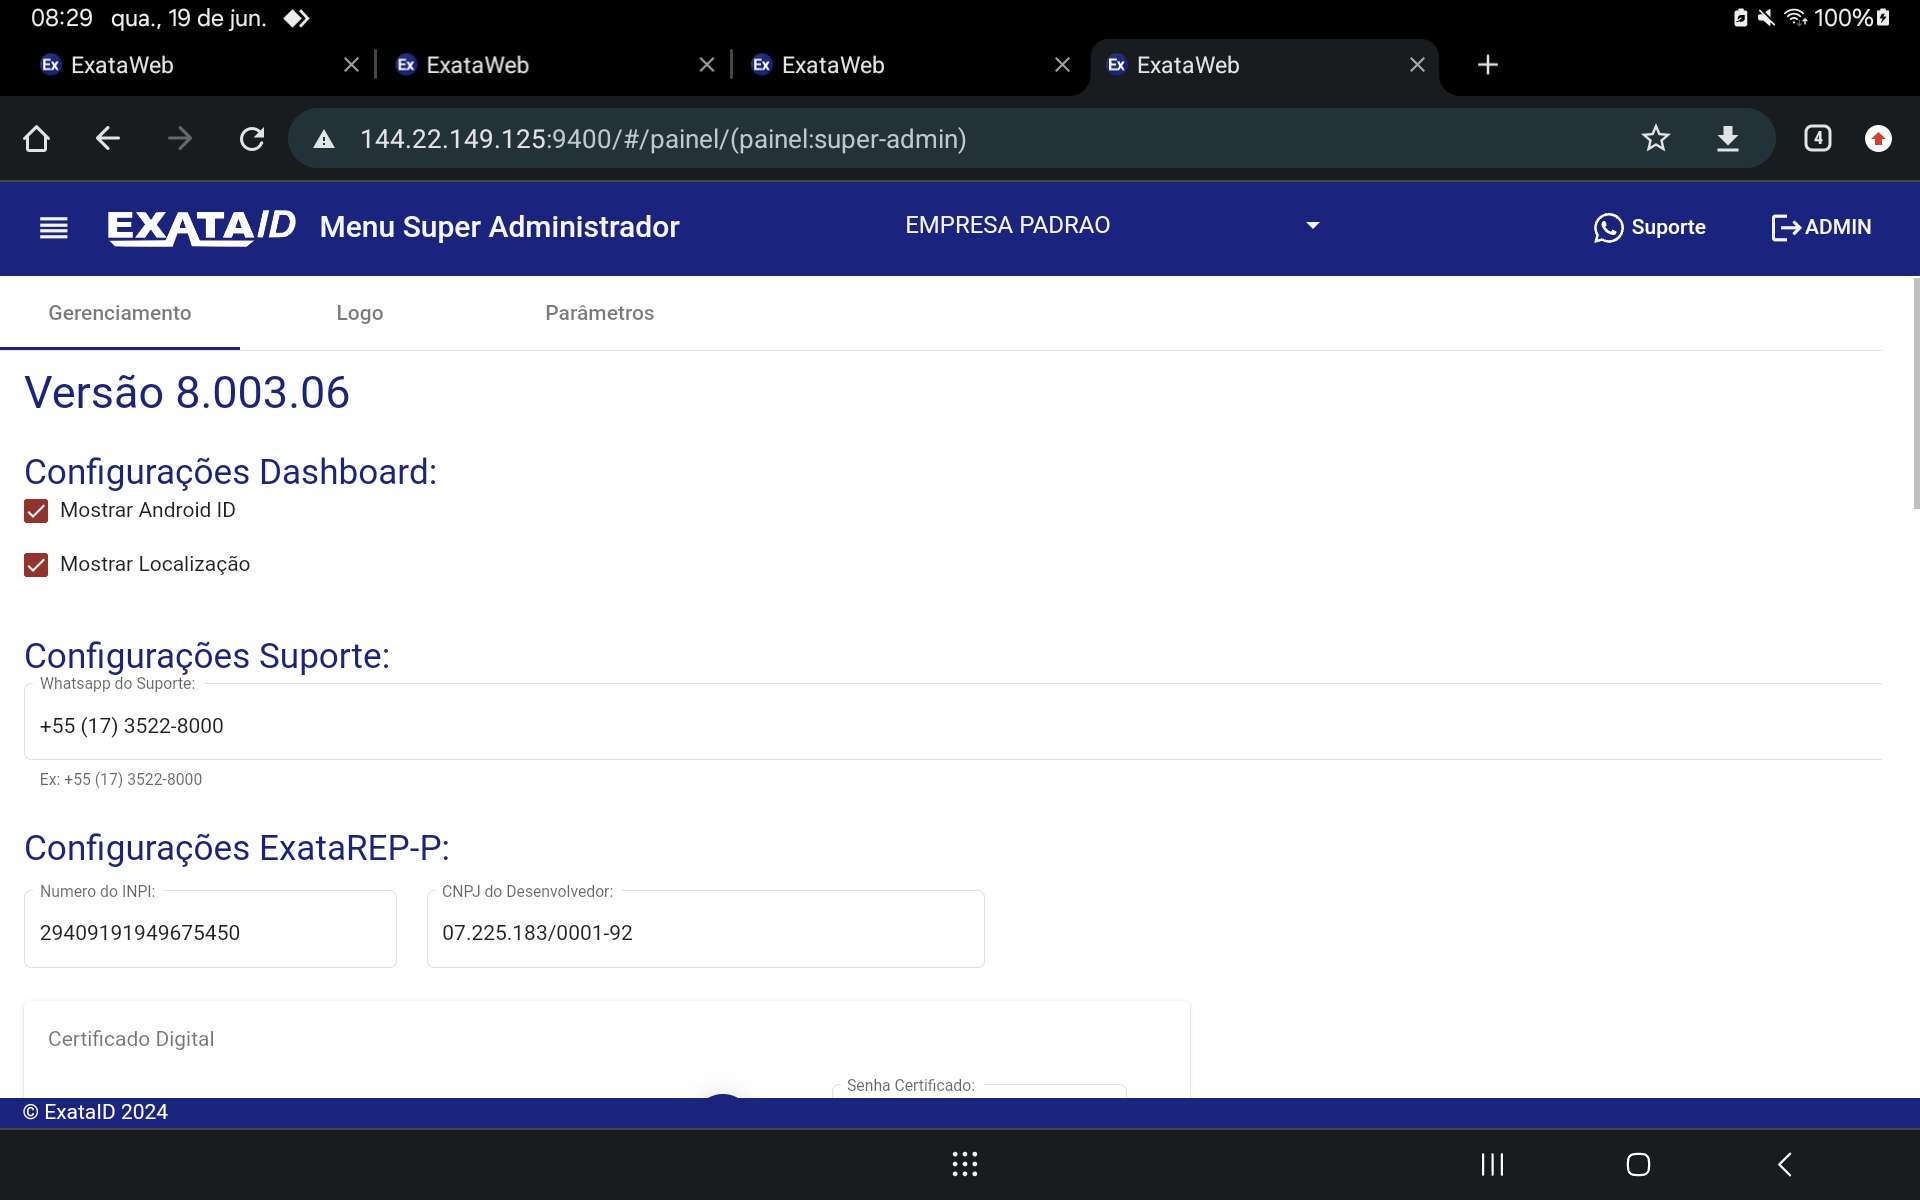 08:29 qua., 19 de jun. 100%
Ex ExataWeb Ex ExataWeb Ex ExataWeb Ex ExataWeb
144.22.149.125:9400/#/painel/(painel:super-admin) 4
EXATAID Menu Super Administrador EMPRESA PADRAO Suporte ADMIN
Gerenciamento Logo Parâmetros
Versão 8.003.06
Configurações Dashboard:
Mostrar Android ID
Mostrar Localização
Configurações Suporte:
Whatsapp do Suporte:
+55 (17) 3522-8000
Ex: +55 (17) 3522-8000
Configurações ExataREP-P:
Numero do INPI: CNPJ do Desenvolvedor:
29409191949675450 07.225.183/0001-92
Certificado Digital
Senha Certificado:
© ExataID 2024